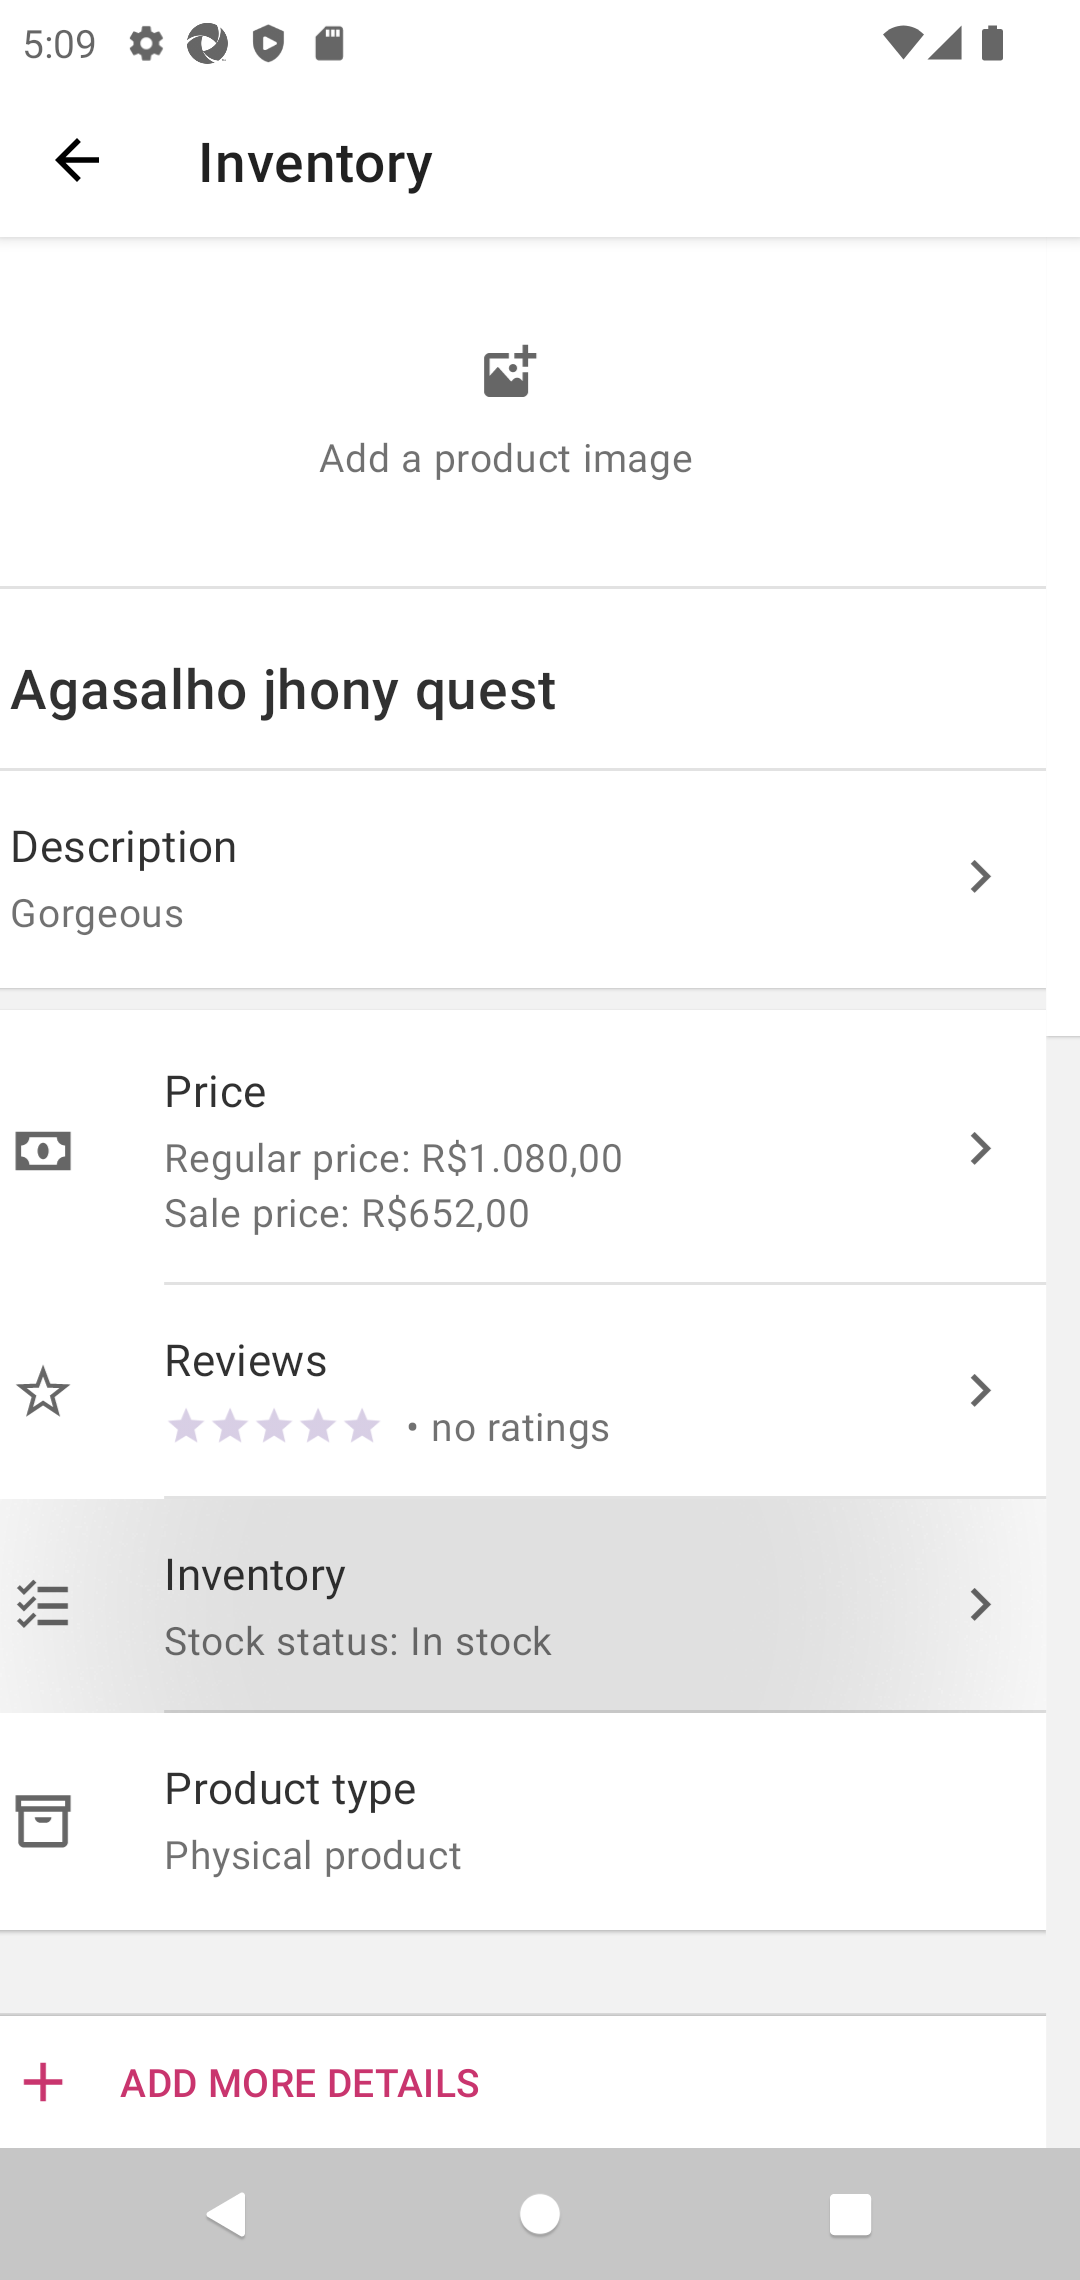 5:09
Inventory
Add a product image
Agasalho jhony quest
Description
Gorgeous
Price
Regular price: R$1.080,00
Sale price: R$652,00
Reviews
• no ratings
Inventory
Stock status: In stock
Product type
Physical product
ADD MORE DETAILS